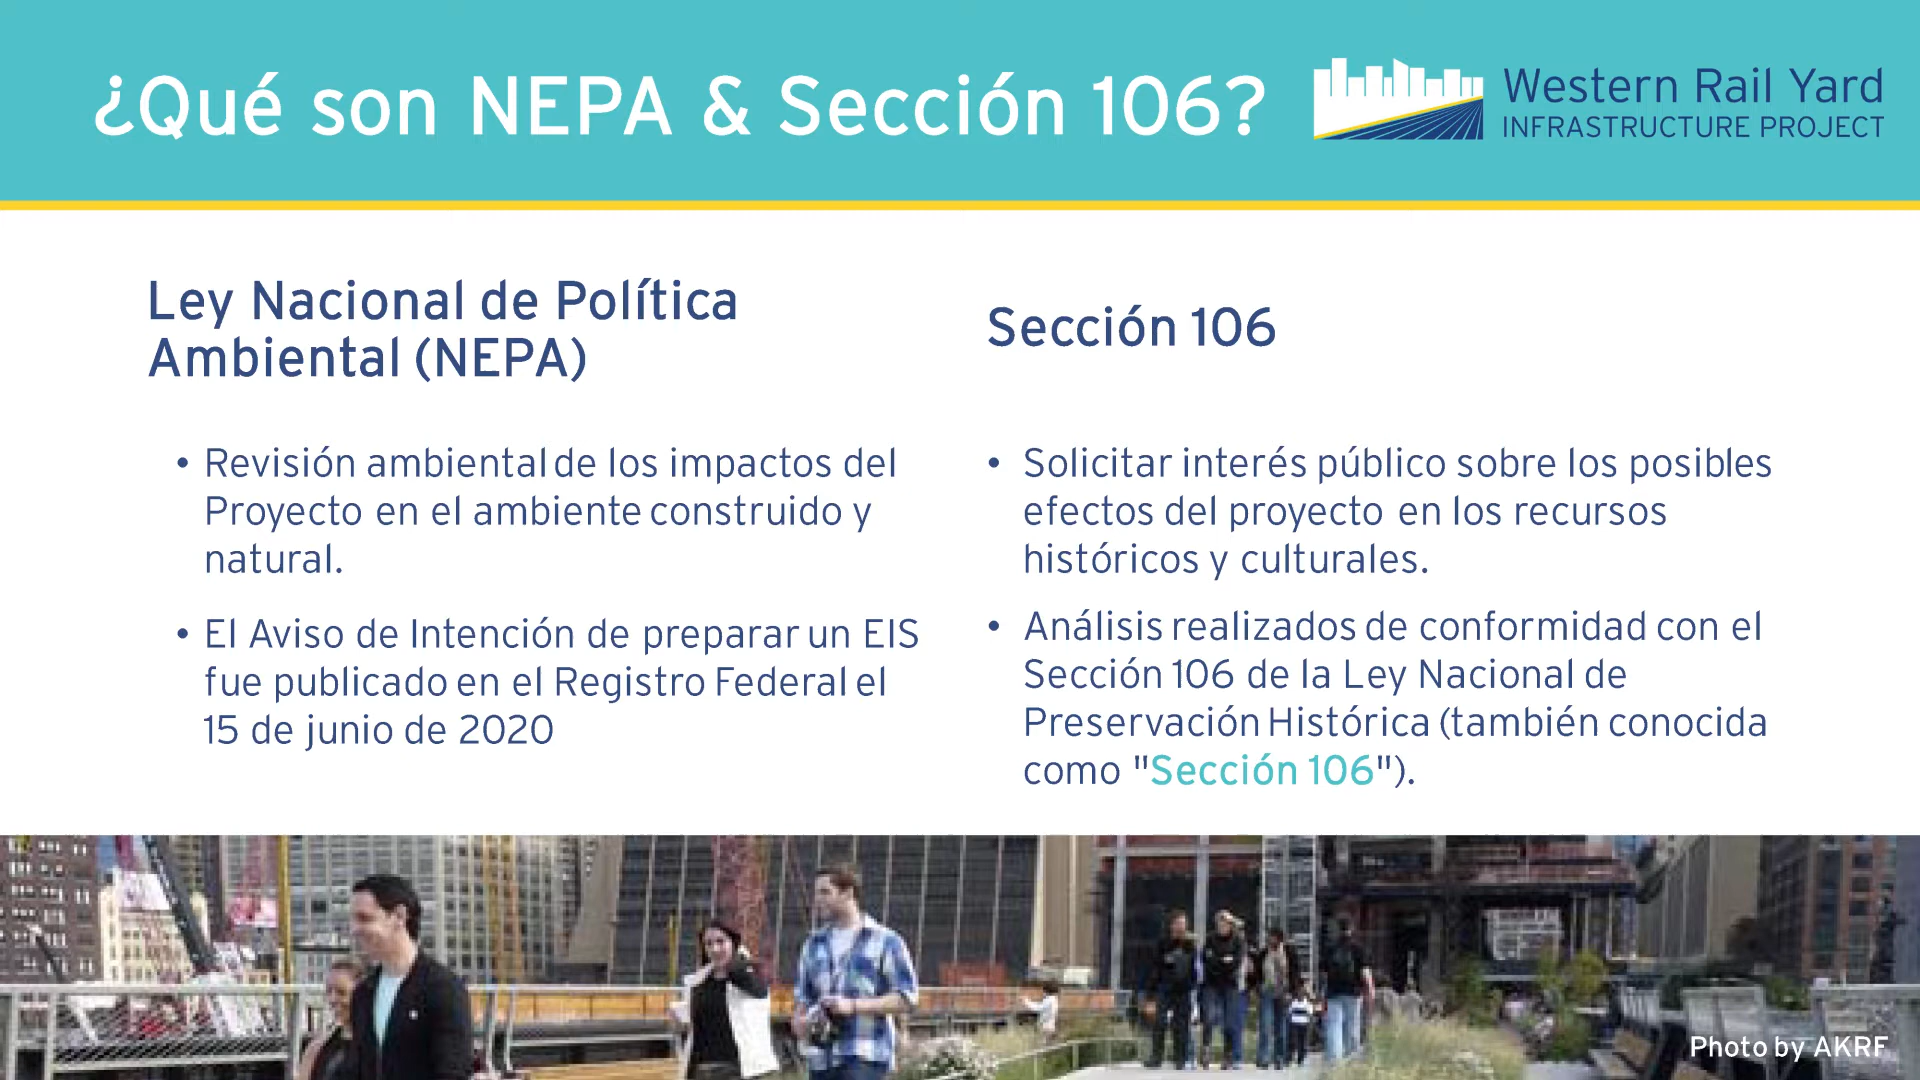 ¿Qué son NEPA & Sección 106?
Western Rail Yard
INFRASTRUCTURE PROJECT
Ley Nacional de Política
Ambiental (NEPA)
• Revisión ambiental de los impactos del
Proyecto en el ambiente construido y
natural.
• El Aviso de Intención de preparar un EIS
fue publicado en el Registro Federal el
15 de junio de 2020
Sección 106
• Solicitar interés público sobre los posibles
efectos del proyecto en los recursos
históricos y culturales.
• Análisis realizados de conformidad con el
Sección 106 de la Ley Nacional de
Preservación Histórica (también conocida
como "Sección 106").
Photo by AKRF